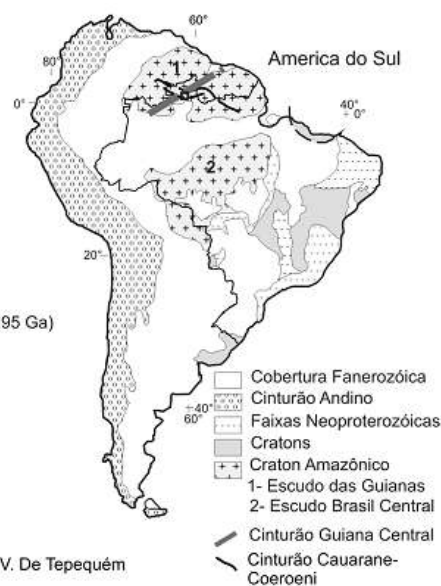 60°
America do Sul
80°
1
0°
40°
0°
2
20°
95 Ga)
40°
60°
Cobertura Fanerozóica
Cinturão Andino
Faixas Neoproterozóicas
Cratons
Craton Amazônico
1- Escudo das Guianas
2- Escudo Brasil Central
Cinturão Guiana Central
V. De Tepequém
Cinturão Cauarane-
Coeroeni